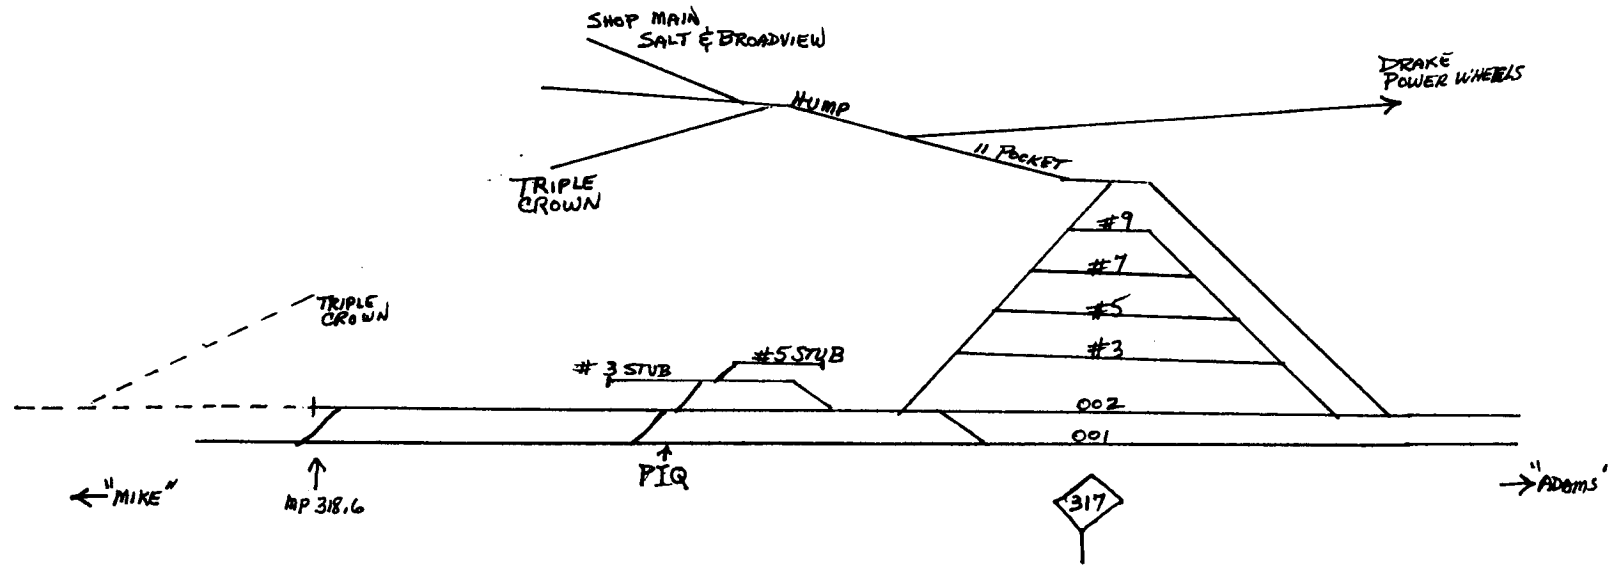 SHOP MAIN
SALT & BROADVIEW
DRAKE
POWER WHEELS
HUMP
" POCKET
TRIPLE
CROWN
#9
#7
TRIPLE
CROWN
#5
#3
#5 STUB
# 3 STUB
002
001
"MIKE"
MP 318.6
PIQ
317
"ADAMS"